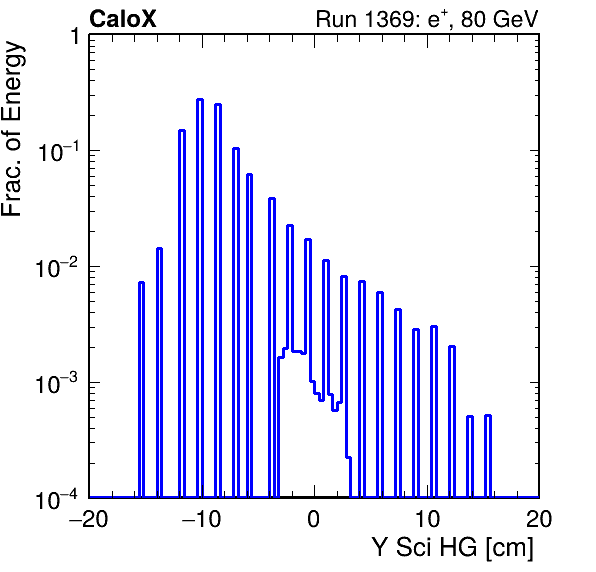 CaloX Run 1369: e⁺, 80 GeV
Frac. of Energy
1
10⁻¹
10⁻²
10⁻³
10⁻⁴
−20 −10 0 10 20
Y Sci HG [cm]